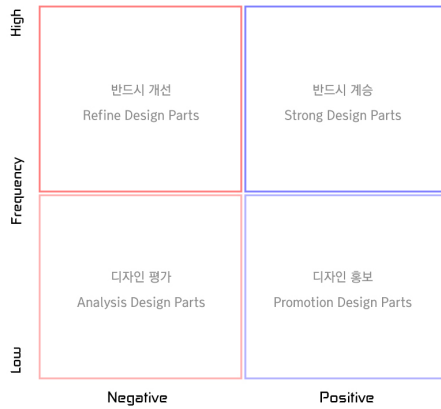 High
반드시 개선
Refine Design Parts
반드시 계승
Strong Design Parts
Frequency
디자인 평가
Analysis Design Parts
디자인 홍보
Promotion Design Parts
Low
Negative
Positive